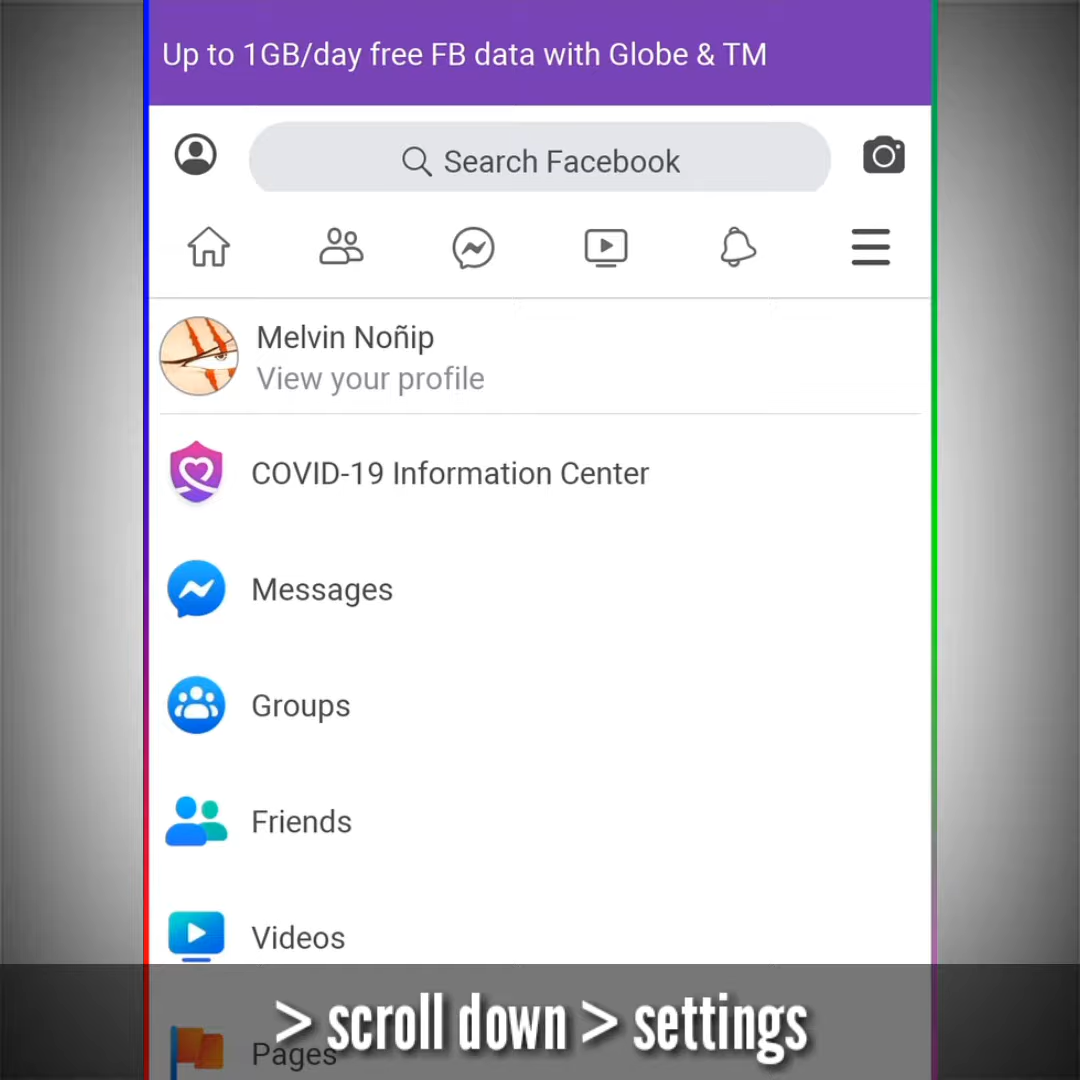 Up to 1GB/day free FB data with Globe & TM
Search Facebook
Melvin Noñip
View your profile
COVID-19 Information Center
Messages
Groups
Friends
Videos
> scroll down > settings
Pages